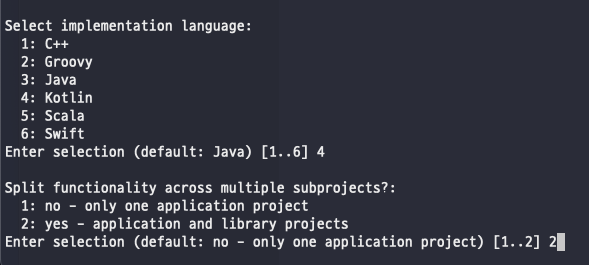 Select implementation language:
1: C++
2: Groovy
3: Java
4: Kotlin
5: Scala
6: Swift
Enter selection (default: Java) [1..6] 4
Split functionality across multiple subprojects?:
1: no - only one application project
2: yes - application and library projects
Enter selection (default: no - only one application project) [1..2] 2